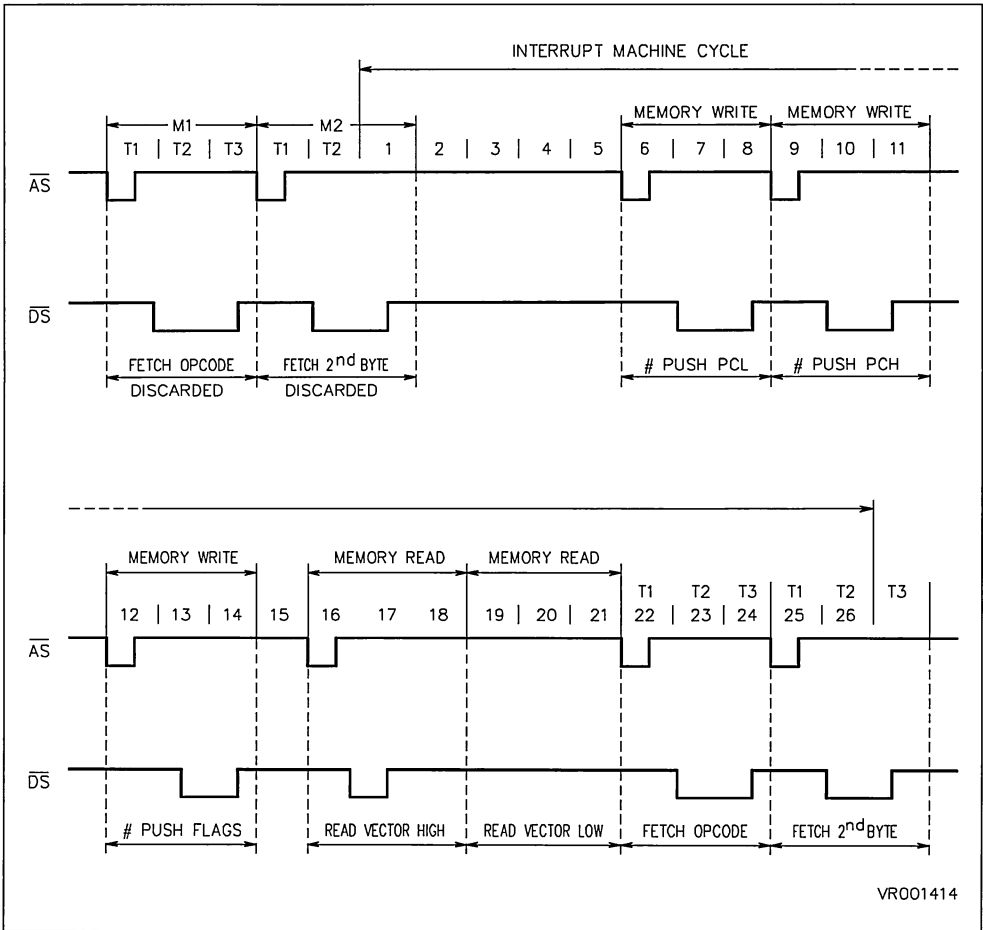 INTERRUPT MACHINE CYCLE
MEMORY WRITE MEMORY WRITE
M1 M2
T1 | T2 | T3 T1 | T2 | 1 2 | 3 | 4 | 5 6 | 7 | 8 9 | 10 | 11
AS
DS
FETCH OPCODE FETCH 2nd BYTE # PUSH PCL # PUSH PCH
DISCARDED DISCARDED
MEMORY WRITE MEMORY READ MEMORY READ
T1 T2 T3 T1 T2 T3
12 | 13 | 14 15 16 17 18 19 | 20 | 21 22 | 23 | 24 25 | 26
AS
DS
# PUSH FLAGS READ VECTOR HIGH READ VECTOR LOW FETCH OPCODE FETCH 2nd BYTE
VR001414